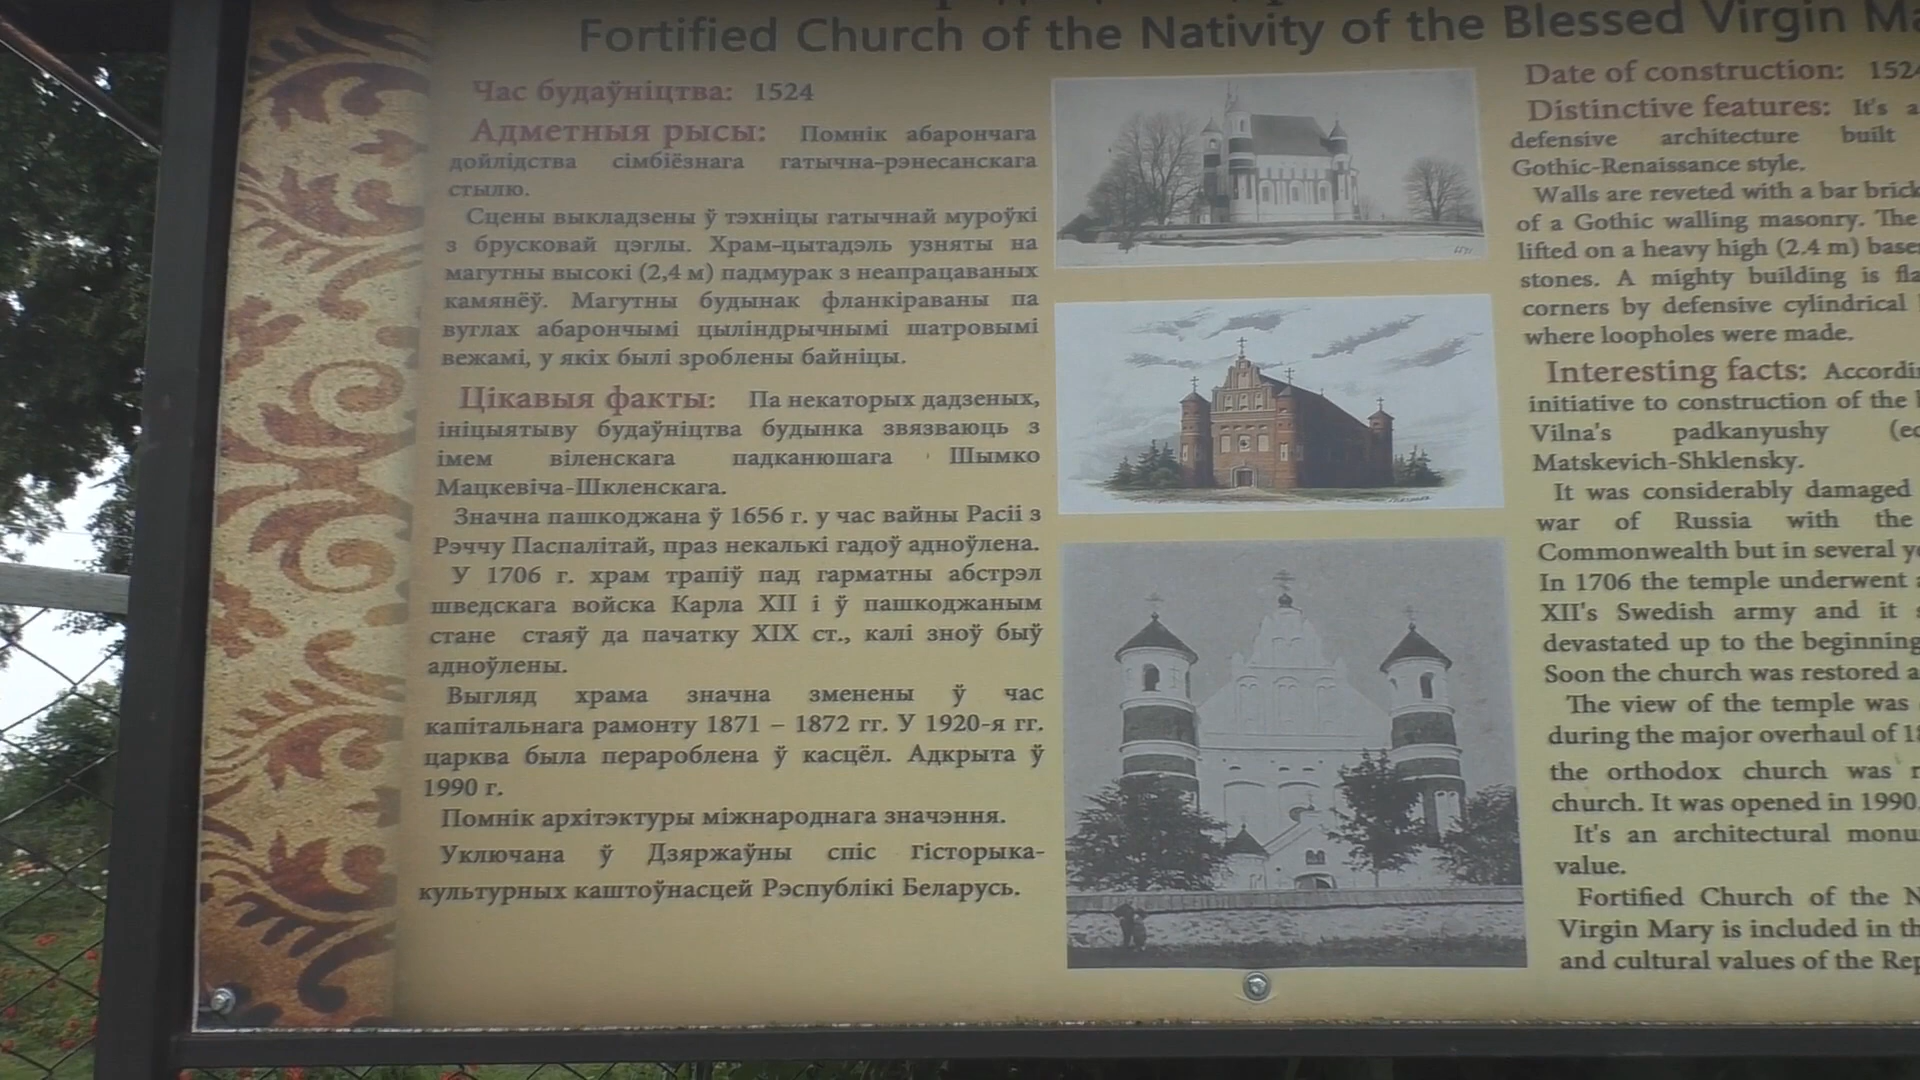 Fortified Church of the Nativity of the Blessed Virgin
Час будаўніцтва: 1524
Адметныя рысы: Помнік абарончага
дойлідства сімбіёзнага гатычна-рэнесанскага
стылю.
Сцены выкладзены ў тэхніцы гатычнай муроўкі
з брусковай цэглы. Храм-цытадэль узняты на
магутны высокі (2,4 м) падмурак з неапрацаваных
камянёў. Магутны будынак фланкіраваны па
вуглах абарончымі цыліндрычнымі шатровымі
вежамі, у якіх былі зроблены байніцы.
Цікавыя факты: Па некаторых дадзеных,
ініцыятыву будаўніцтва будынка звязваюць з
імем віленскага падканюшага Шымко
Мацкевіча-Шкленскага.
Значна пашкоджана ў 1656 г. у час вайны Расіі з
Рэччу Паспалітай, праз некалькі гадоў адноўлена.
У 1706 г. храм трапіў пад гарматны абстрэл
шведскага войска Карла XII і ў пашкоджаным
стане стаяў да пачатку XIX ст., калі зноў быў
адноўлены.
Выгляд храма значна зменены ў час
капітальнага рамонту 1871 – 1872 гг. У 1920-я гг.
царква была перароблена ў касцёл. Адкрыта ў
1990 г.
Помнік архітэктуры міжнароднага значэння.
Уключана ў Дзяржаўны спіс гісторыка-
культурных каштоўнасцей Рэспублікі Беларусь.
Date of construction: 1524
Distinctive features: It's a
defensive architecture built
Gothic-Renaissance style.
Walls are reveted with a bar brick
of a Gothic walling masonry. The
lifted on a heavy high (2.4 m)
stones. A mighty building is
corners by defensive cylindrical
where loopholes were made.
Interesting facts:
initiative to construction of the
Vilna's padkanyushy
Matskevich-Shklensky.
It was considerably damaged
war of Russia with the
Commonwealth but in several
In 1706 the temple underwent
XII's Swedish army and it
devastated up to the beginning
Soon the church was restored
The view of the temple was
during the major overhaul of
the orthodox church was
church. It was opened in 1990.
It's an architectural
value.
Fortified Church of the
Virgin Mary is included in
and cultural values of the